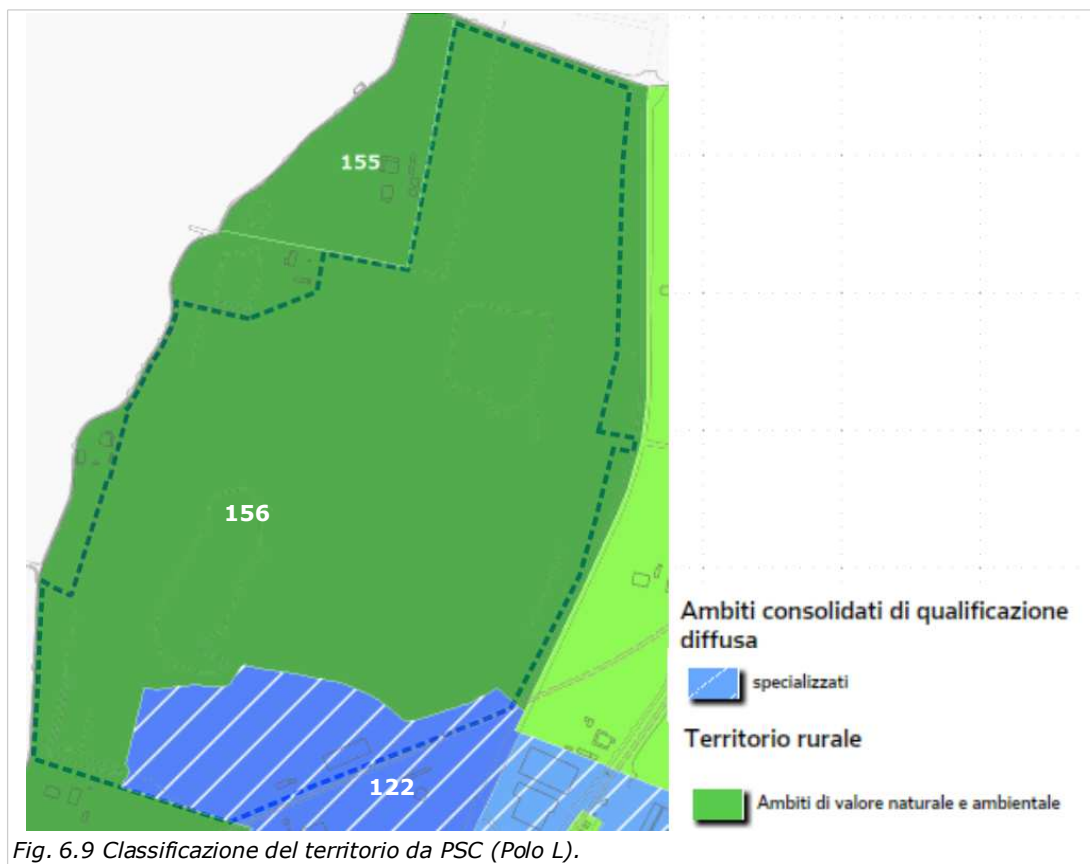 155
156
122
Ambiti consolidati di qualificazione
diffusa
specializzati
Territorio rurale
Ambiti di valore naturale e ambientale
Fig. 6.9 Classificazione del territorio da PSC (Polo L).